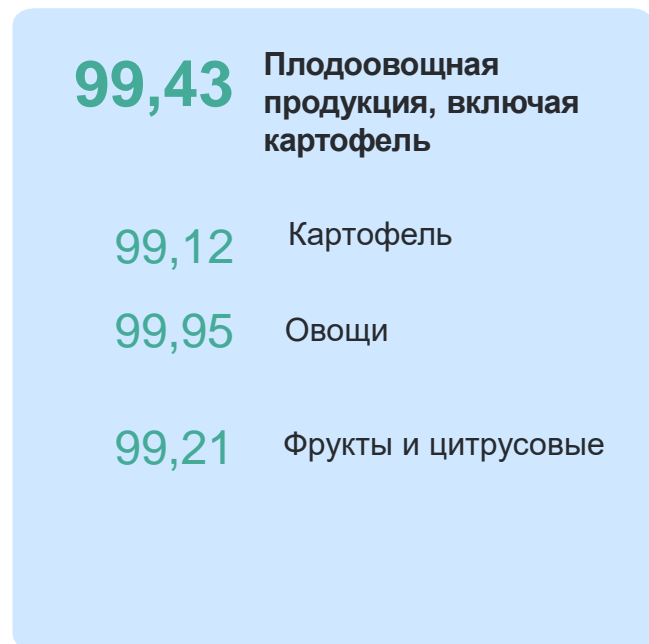 99,43 Плодоовощная
продукция, включая
картофель
99,12 Картофель
99,95 Овощи
99,21 Фрукты и цитрусовые